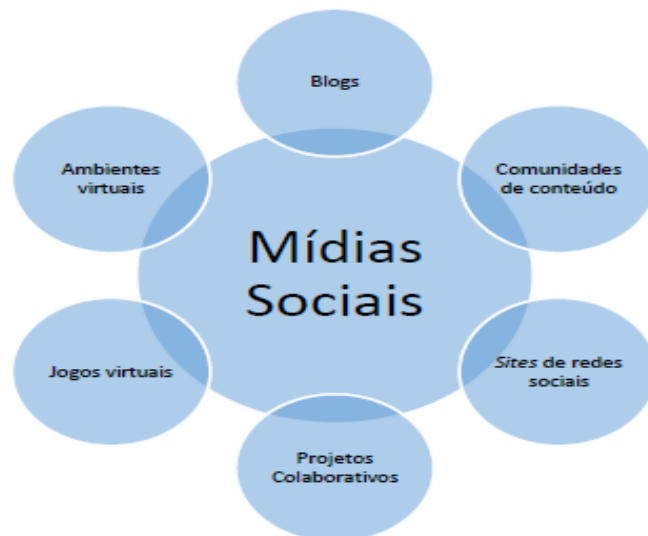 Blogs
Ambientes
virtuais
Comunidades
de conteúdo
Mídias
Sociais
Jogos virtuais
Sites de redes
sociais
Projetos
Colaborativos